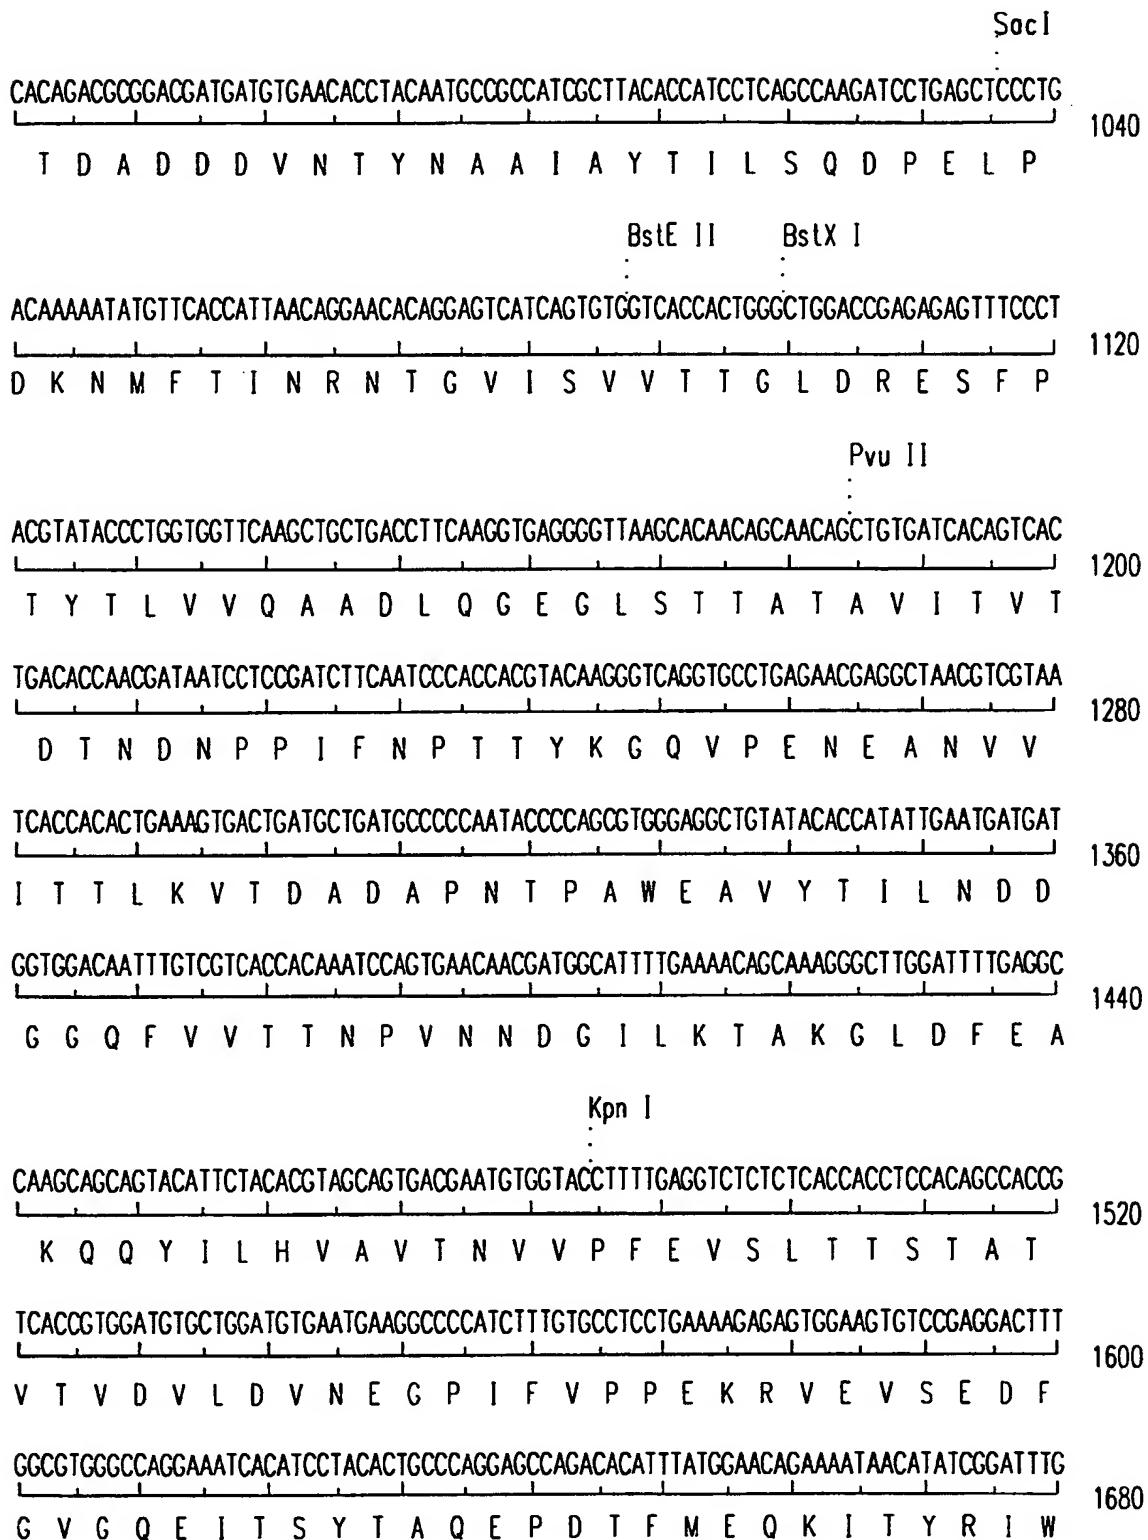 Sac I
CACAGACGCGGACGATGATGTGAACACCTACAATGCCGCCATCGCTTACACCATCCTCAGCCAAGATCCTGAGCTCCCTG
1040
T D A D D D V N T Y N A A I A Y T I L S Q D P E L P
BstE II BstX I
ACAAAAATATGTTCACCATTAACAGGAACACAGGAGTCATCAGTGTGGTCACCACTGGGCTGGACCGAGAGAGTTTCCCT
1120
D K N M F T I N R N T G V I S V V T T G L D R E S F P
Pvu II
ACGTATACCCTGGTGGTTCAAGCTGCTGACCTTCAAGGTGAGGGGTTAAGCACAACAGCAACAGCTGTGATCACAGTCAC
1200
T Y T L V V Q A A D L Q G E G L S T T A T A V I T V T
TGACACCAACGATAATCCTCCGATCTTCAATCCCACCACGTACAAGGGTCAGGTGCCTGAGAACGAGGCTAACGTCGTAA
1280
D T N D N P P I F N P T T Y K G Q V P E N E A N V V
TCACCACACTGAAAGTGACTGATGCTGATGCCCCCAATACCCCAGCGTGGGAGGCTGTATACACCATATTGAATGATGAT
1360
I T T L K V T D A D A P N T P A W E A V Y T I L N D D
GGTGGACAATTTGTCGTCACCACAAATCCAGTGAACAACGATGGCATTTTGAAAACAGCAAAGGGCTTGGATTTTGAGGC
1440
G G Q F V V T T N P V N N D G I L K T A K G L D F E A
Kpn I
CAAGCAGCAGTACATTCTACACGTAGCAGTGACGAATGTGGTACCTTTTGAGGTCTCTCTCACCACCTCCACAGCCACCG
1520
K Q Q Y I L H V A V T N V V P F E V S L T T S T A T
TCACCGTGGATGTGCTGGATGTGAATGAAGGCCCCATCTTTGTGCCTCCTGAAAAGAGAGTGGAAGTGTCCGAGGACTTT
1600
V T V D V L D V N E G P I F V P P E K R V E V S E D F
GGCGTGGGCCAGGAAATCACATCCTACACTGCCCAGGAGCCAGACACATTTATGGAACAGAAAATAACATATCGGATTTG
1680
G V G Q E I T S Y T A Q E P D T F M E Q K I T Y R I W